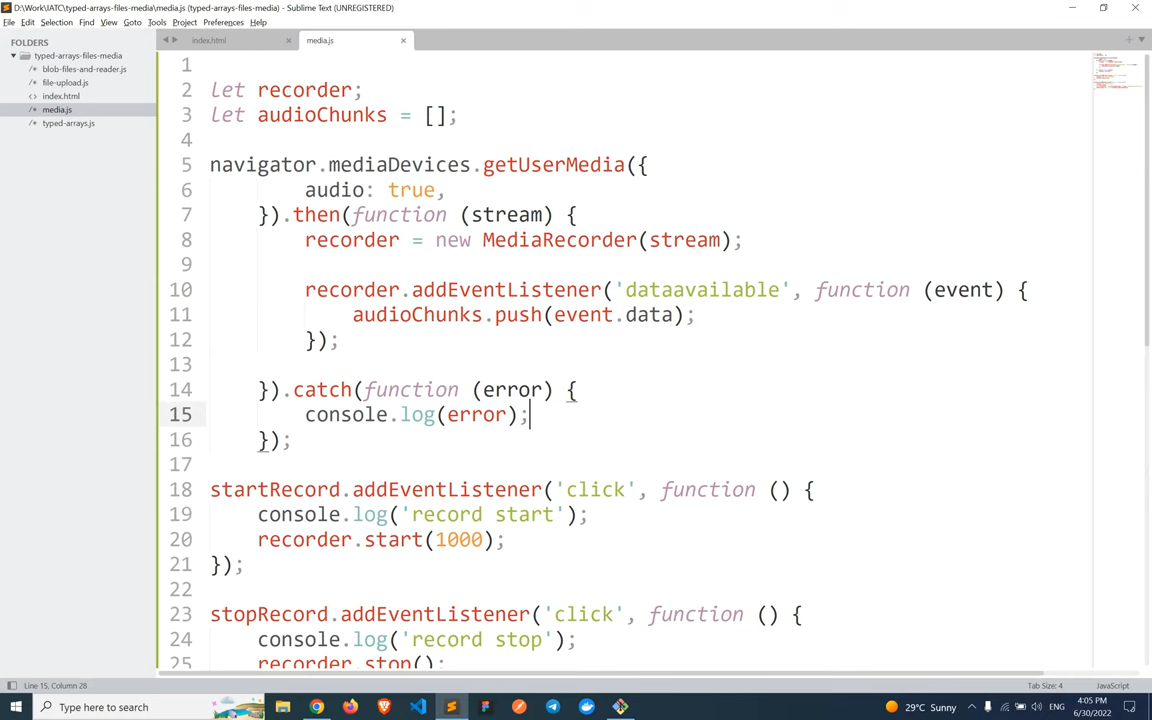 D:\Work\IATC\typed-arrays-files-media\media.js (typed-arrays-files-media) - Sublime Text (UNREGISTERED)
File Edit Selection Find View Goto Tools Project Preferences Help
FOLDERS
typed-arrays-files-media
/* blob-files-and-reader.js
/* file-upload.js
<> index.html
/* media.js
/* typed-arrays.js
index.html
media.js
1
2 let recorder;
3 let audioChunks = [];
4
5 navigator.mediaDevices.getUserMedia({
6 audio: true,
7 }).then(function (stream) {
8 recorder = new MediaRecorder(stream);
9
10 recorder.addEventListener('dataavailable', function (event) {
11 audioChunks.push(event.data);
12 });
13
14 }).catch(function (error) {
15 console.log(error);
16 });
17
18 startRecord.addEventListener('click', function () {
19 console.log('record start');
20 recorder.start(1000);
21 });
22
23 stopRecord.addEventListener('click', function () {
24 console.log('record stop');
25 recorder.stop();
Line 15, Column 28
Tab Size: 4
JavaScript
Type here to search
29°C Sunny
ENG
4:05 PM
6/30/2022